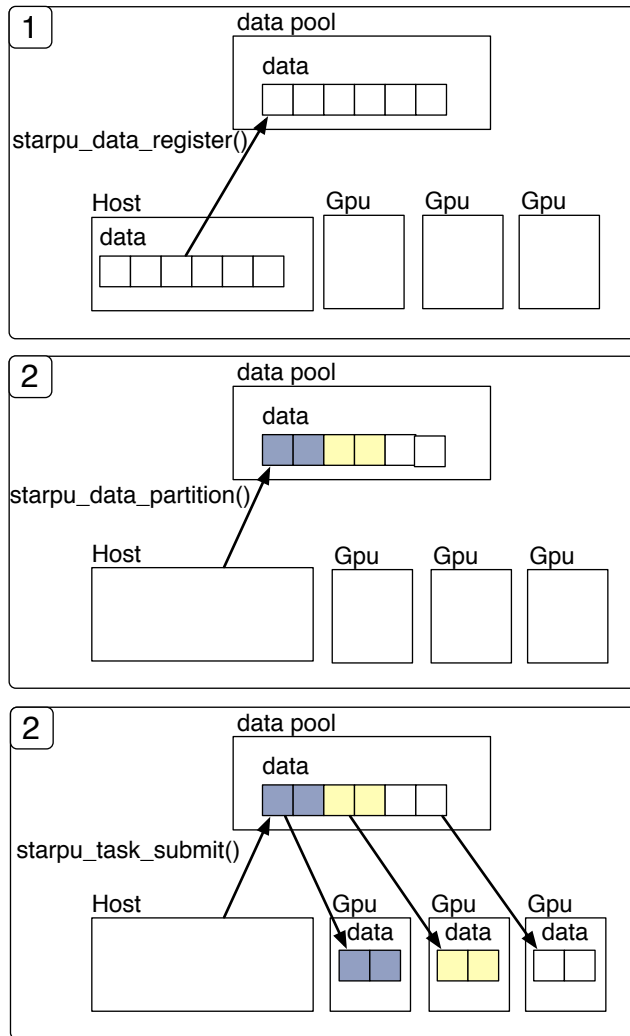 1
data pool
data
starpu_data_register()
Host
Gpu
Gpu
Gpu
data
2
data pool
data
starpu_data_partition()
Host
Gpu
Gpu
Gpu
2
data pool
data
starpu_task_submit()
Host
Gpu
Gpu
Gpu
data
data
data